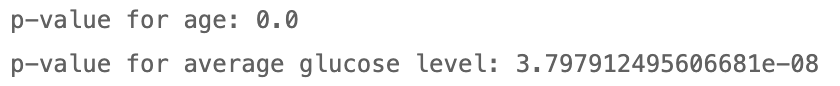 p-value for age: 0.0
p-value for average glucose level: 3.797912495606681e-08